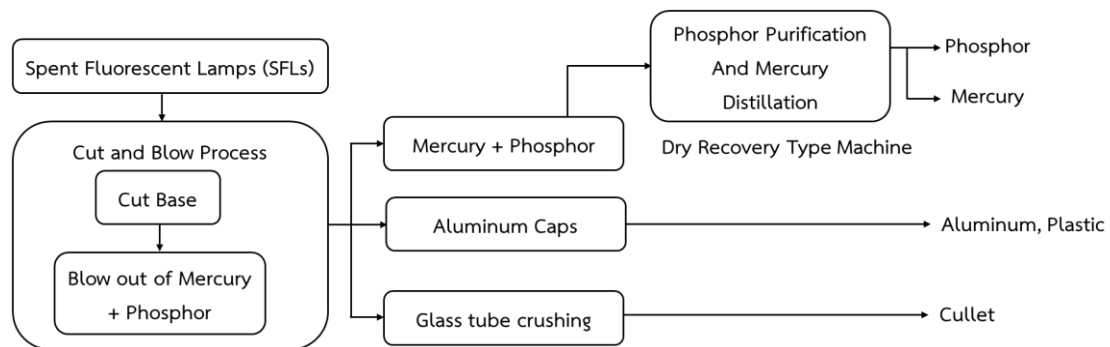 Spent Fluorescent Lamps (SFLs)
Cut and Blow Process
Cut Base
Blow out of Mercury
+ Phosphor
Mercury + Phosphor
Aluminum Caps
Glass tube crushing
Phosphor Purification
And Mercury
Distillation
Dry Recovery Type Machine
Phosphor
Mercury
Aluminum, Plastic
Cullet